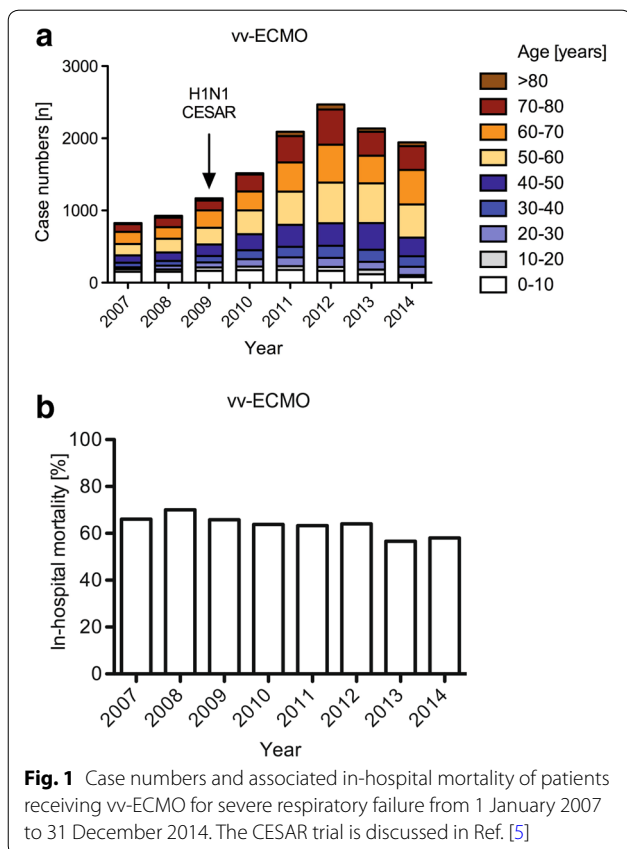 a
vv-ECMO
Age [years]
>80
70-80
60-70
50-60
40-50
30-40
20-30
10-20
0-10
Case numbers [n]
3000
2000
1000
0
H1N1
CESAR
2007
2008
2009
2010
2011
2012
2013
2014
Year
b
vv-ECMO
In-hospital mortality [%]
100
80
60
40
20
0
2007
2008
2009
2010
2011
2012
2013
2014
Year
Fig. 1 Case numbers and associated in-hospital mortality of patients
receiving vv-ECMO for severe respiratory failure from 1 January 2007
to 31 December 2014. The CESAR trial is discussed in Ref. [5]